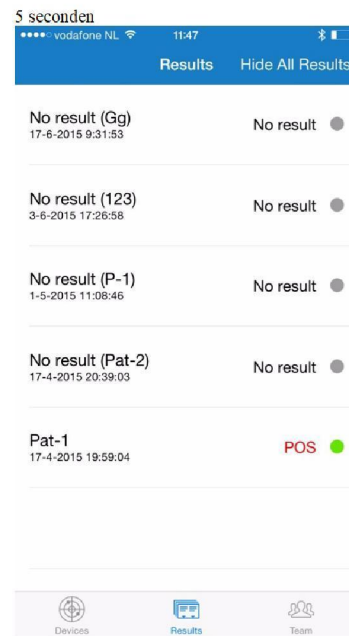 5 seconden
vodafone NL 11:47
Results Hide All Results
No result (Gg) No result
17-6-2015 9:31:53
No result (123) No result
3-6-2015 17:26:58
No result (P-1) No result
1-5-2015 11:08:46
No result (Pat-2) No result
17-4-2015 20:39:03
Pat-1 POS
17-4-2015 19:59:04
Devices Results Team